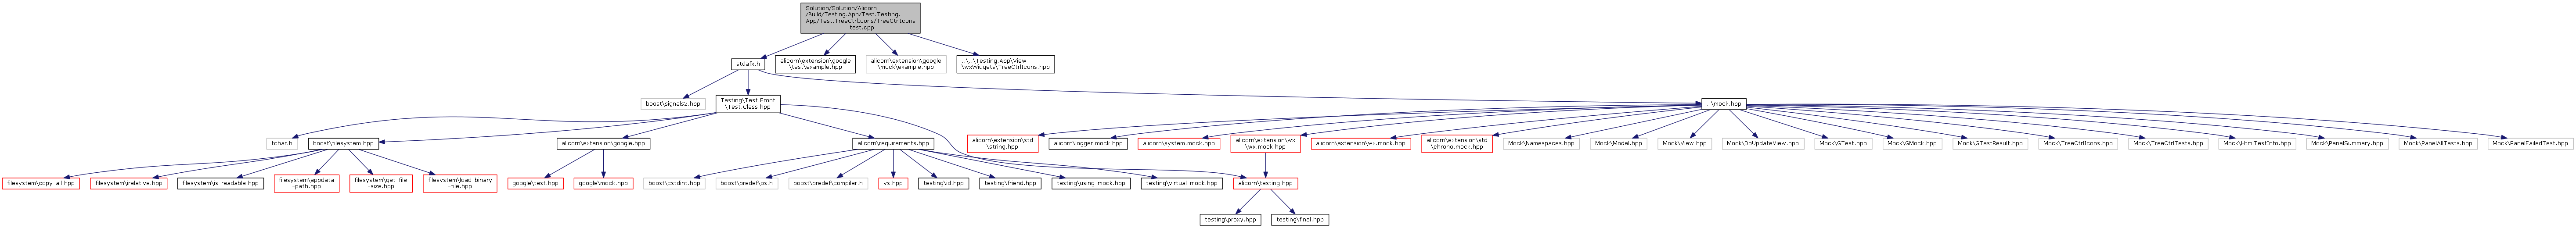 Solution/Solution/Alicorn
/Build/Testing.App/Test.Testing.
App/Test.TreeCtrlIcons/TreeCtrlIcons
_test.cpp
stdafx.h
alicorn\extension\google
\test\example.hpp
alicorn\extension\google
\mock\example.hpp
..\..\Testing.App\View
\wxWidgets\TreeCtrlIcons.hpp
boost\signals2.hpp
Testing\Test.Front
\Test.Class.hpp
..\mock.hpp
tchar.h
boost\filesystem.hpp
alicorn\extension\google.hpp
alicorn\requirements.hpp
alicorn\extension\std
\string.hpp
alicorn\logger.mock.hpp
alicorn\system.mock.hpp
alicorn\extension\wx
\wx.mock.hpp
alicorn\extension\wx.mock.hpp
alicorn\extension\std
\chrono.mock.hpp
Mock\Namespaces.hpp
Mock\Model.hpp
Mock\View.hpp
Mock\DoUpdateView.hpp
Mock\GTest.hpp
Mock\GMock.hpp
Mock\GTestResult.hpp
Mock\TreeCtrlIcons.hpp
Mock\TreeCtrlTests.hpp
Mock\HtmlTestInfo.hpp
Mock\PanelSummary.hpp
Mock\PanelAllTests.hpp
Mock\PanelFailedTest.hpp
filesystem\copy-all.hpp
filesystem\relative.hpp
filesystem\is-readable.hpp
filesystem\appdata
-path.hpp
filesystem\get-file
-size.hpp
filesystem\load-binary
-file.hpp
google\test.hpp
google\mock.hpp
boost\cstdint.hpp
boost\predef\os.h
boost\predef\compiler.h
vs.hpp
testing\id.hpp
testing\friend.hpp
testing\using-mock.hpp
testing\virtual-mock.hpp
alicorn\testing.hpp
testing\proxy.hpp
testing\final.hpp